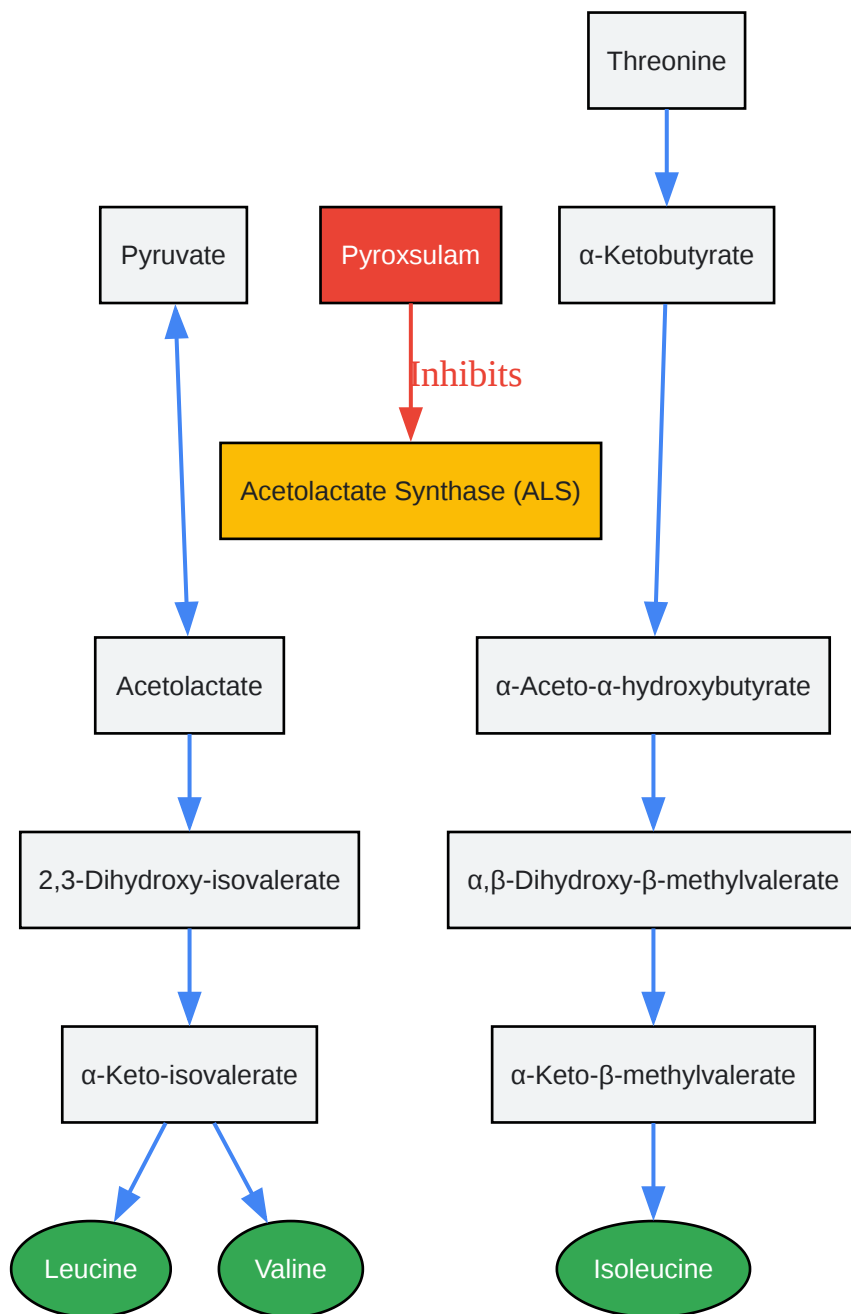 Threonine
Pyruvate
Pyroxsulam
α-Ketobutyrate
Inhibits
Acetolactate Synthase (ALS)
Acetolactate
α-Aceto-α-hydroxybutyrate
2,3-Dihydroxy-isovalerate
α,β-Dihydroxy-β-methylvalerate
α-Keto-isovalerate
α-Keto-β-methylvalerate
Leucine
Valine
Isoleucine